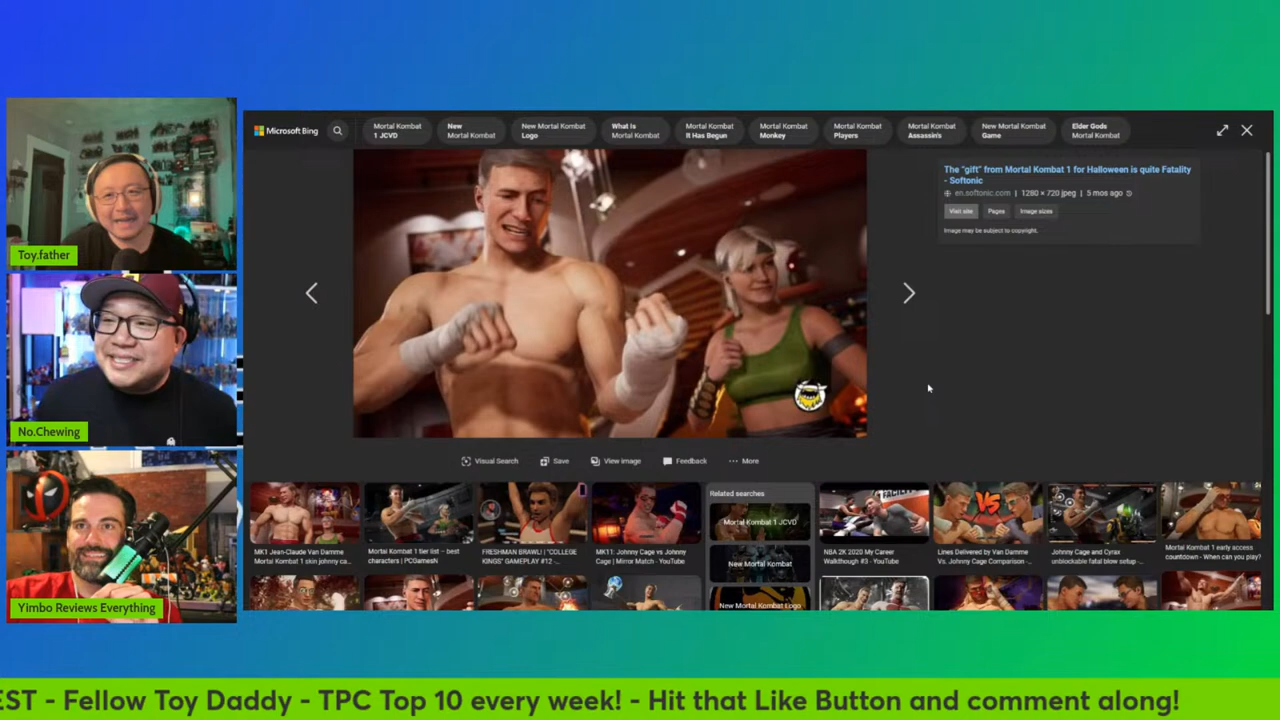 Microsoft Bing
Mortal Kombat
1 JCVD
New
Mortal Kombat
New Mortal Kombat
Logo
What Is
Mortal Kombat
Mortal Kombat
It Has Begun
Mortal Kombat
Monkey
Mortal Kombat
Players
Mortal Kombat
Assassin's
New Mortal Kombat
Game
Elder Gods
Mortal Kombat
The "gift" from Mortal Kombat 1 for Halloween is quite Fatality
- Softonic
en.softonic.com | 1280 × 720 jpeg | 5 mos ago
Visit site
Pages
Image sizes
Image may be subject to copyright.
Toy.father
No.Chewing
Yimbo Reviews Everything
Visual Search
Save
View image
Feedback
··· More
Related searches
Mortal Kombat 1 JCVD
New Mortal Kombat
New Mortal Kombat Logo
VS
MK1 Jean-Claude Van Damme
Mortal Kombat 1 skin johnny ca...
Mortal Kombat 1 tier list – best
characters | PCGamesN
FRESHMAN BRAWL! | "COLLEGE
KINGS" GAMEPLAY #12 -...
MK11: Johnny Cage vs Johnny
Cage | Mirror Match - YouTube
NBA 2K 2020 My Career
Walkthrough #3 - YouTube
Lines Delivered by Van Damme
Vs. Johnny Cage Comparison -...
Johnny Cage and Cyrax
unblockable fatal blow setup -...
Mortal Kombat 1 early access
countdown - When can you pay?
EST - Fellow Toy Daddy - TPC Top 10 every week! - Hit that Like Button and comment along!